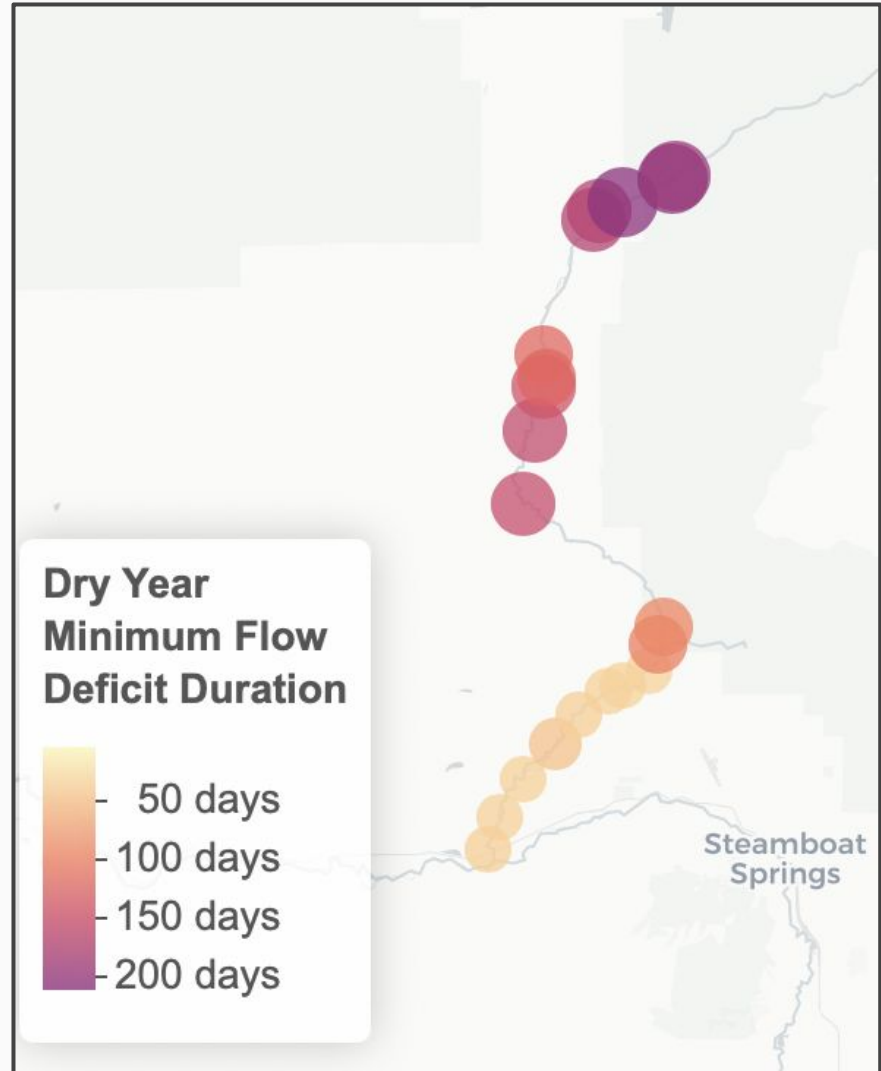 Dry Year
Minimum Flow
Deficit Duration
50 days
100 days
150 days
200 days
Steamboat
Springs